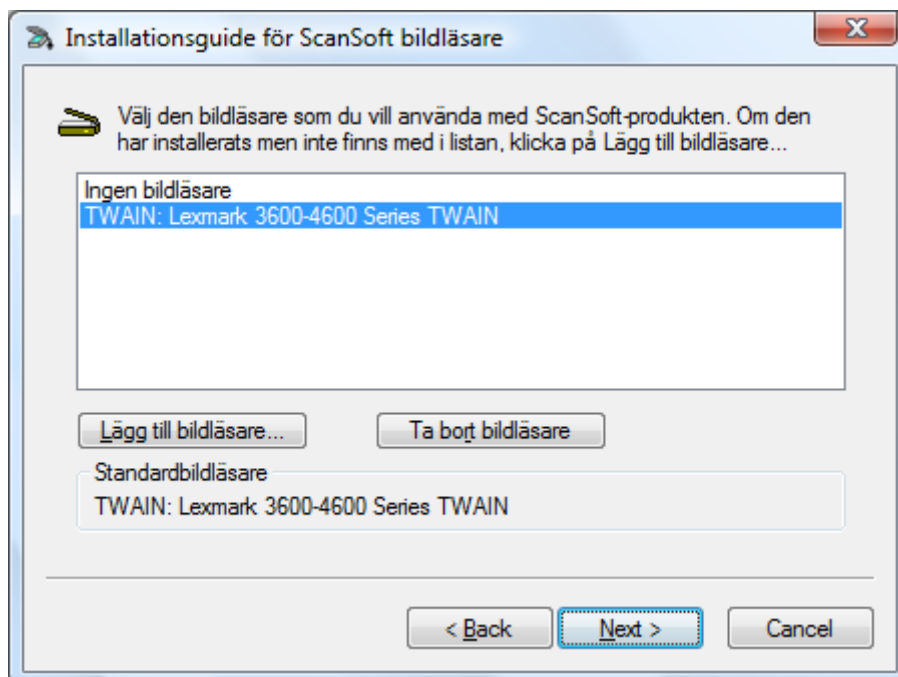 Installationsguide för ScanSoft bildläsare
Välj den bildläsare som du vill använda med ScanSoft-produkten. Om den
har installerats men inte finns med i listan, klicka på Lägg till bildläsare...
Ingen bildläsare
TWAIN: Lexmark 3600-4600 Series TWAIN
Lägg till bildläsare... Ta bort bildläsare
Standardbildläsare
TWAIN: Lexmark 3600-4600 Series TWAIN
< Back Next > Cancel